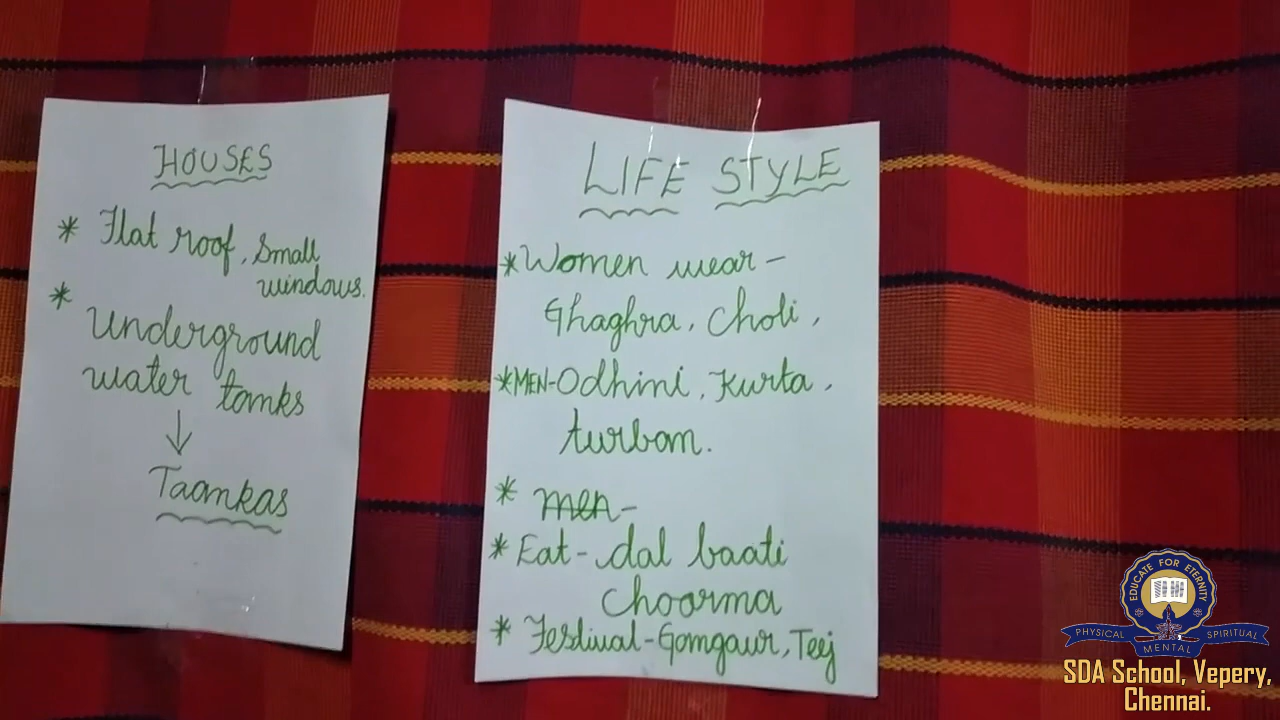 HOUSES
* Flat roof, Small
windows.
* Underground
water tanks
↓
Taankas
LIFE STYLE
* Women wear -
Ghaghra, Choli,
* MEN-Odhini, Kurta,
turban.
* men-
* Eat- dal baati
choorma
* Festival-Gomgaur, Teej
EDUCATE FOR ETERNITY
PHYSICAL MENTAL SPIRITUAL
SDA School, Vepery,
Chennai.